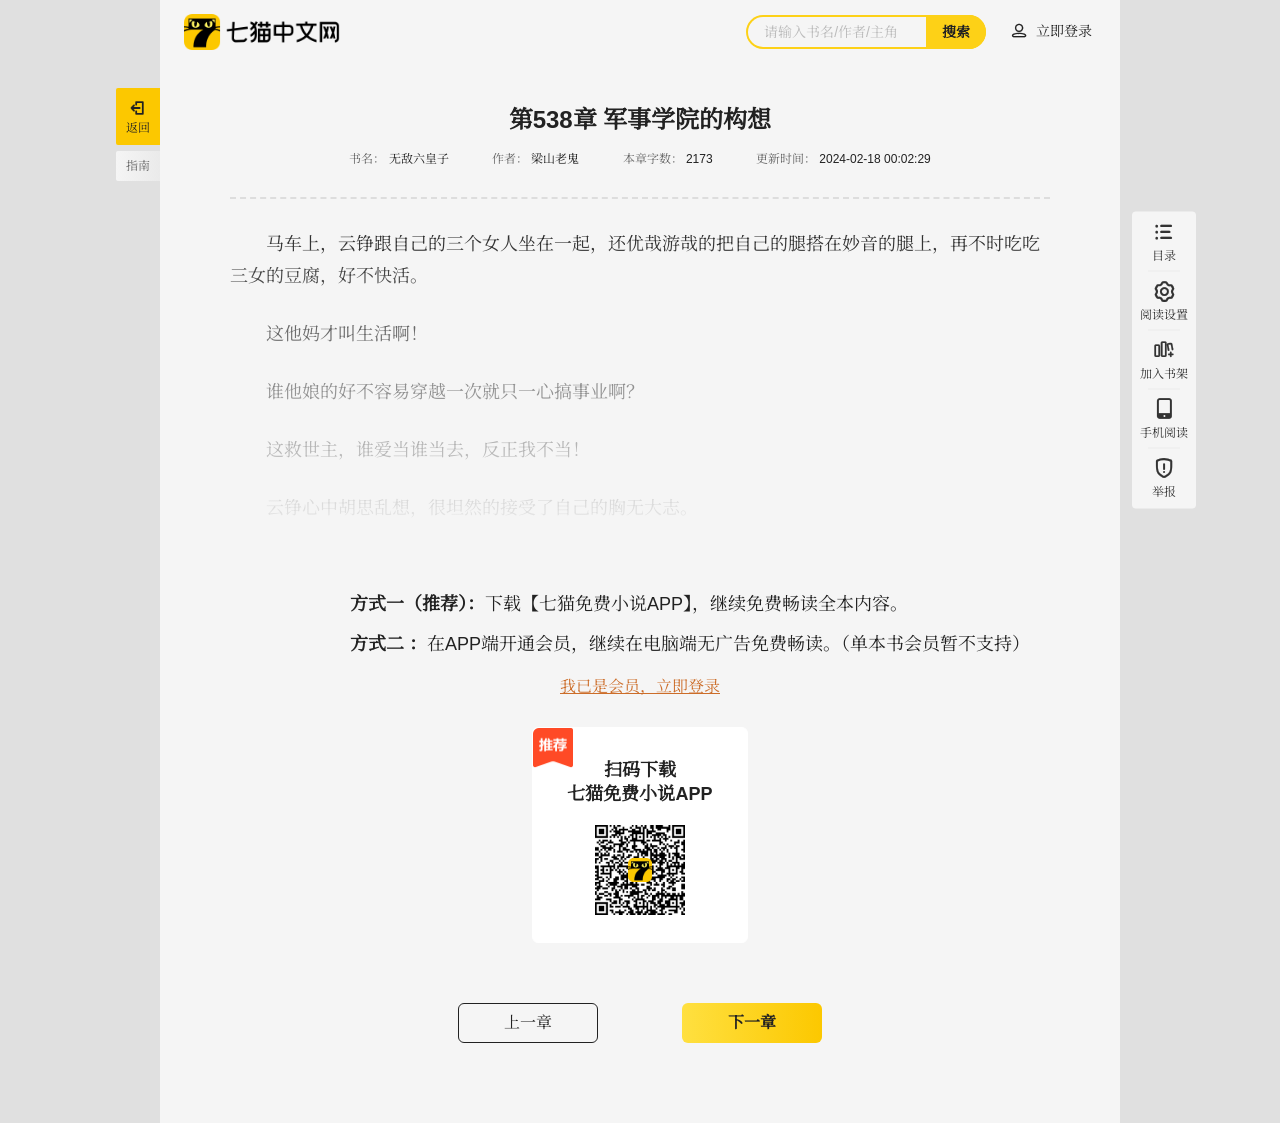 七猫中文网
请输入书名/作者/主角
搜索
立即登录
返回
指南
第538章 军事学院的构想
书名： 无敌六皇子 作者： 梁山老鬼 本章字数： 2173 更新时间： 2024-02-18 00:02:29
马车上，云铮跟自己的三个女人坐在一起，还优哉游哉的把自己的腿搭在妙音的腿上，再不时吃吃
三女的豆腐，好不快活。
这他妈才叫生活啊！
谁他娘的好不容易穿越一次就只一心搞事业啊？
这救世主，谁爱当谁当去，反正我不当！
云铮心中胡思乱想，很坦然的接受了自己的胸无大志。
目录
阅读设置
加入书架
手机阅读
举报
方式一（推荐）：下载【七猫免费小说APP】，继续免费畅读全本内容。
方式二 ：在APP端开通会员，继续在电脑端无广告免费畅读。（单本书会员暂不支持）
我已是会员，立即登录
推荐
扫码下载
七猫免费小说APP
上一章
下一章